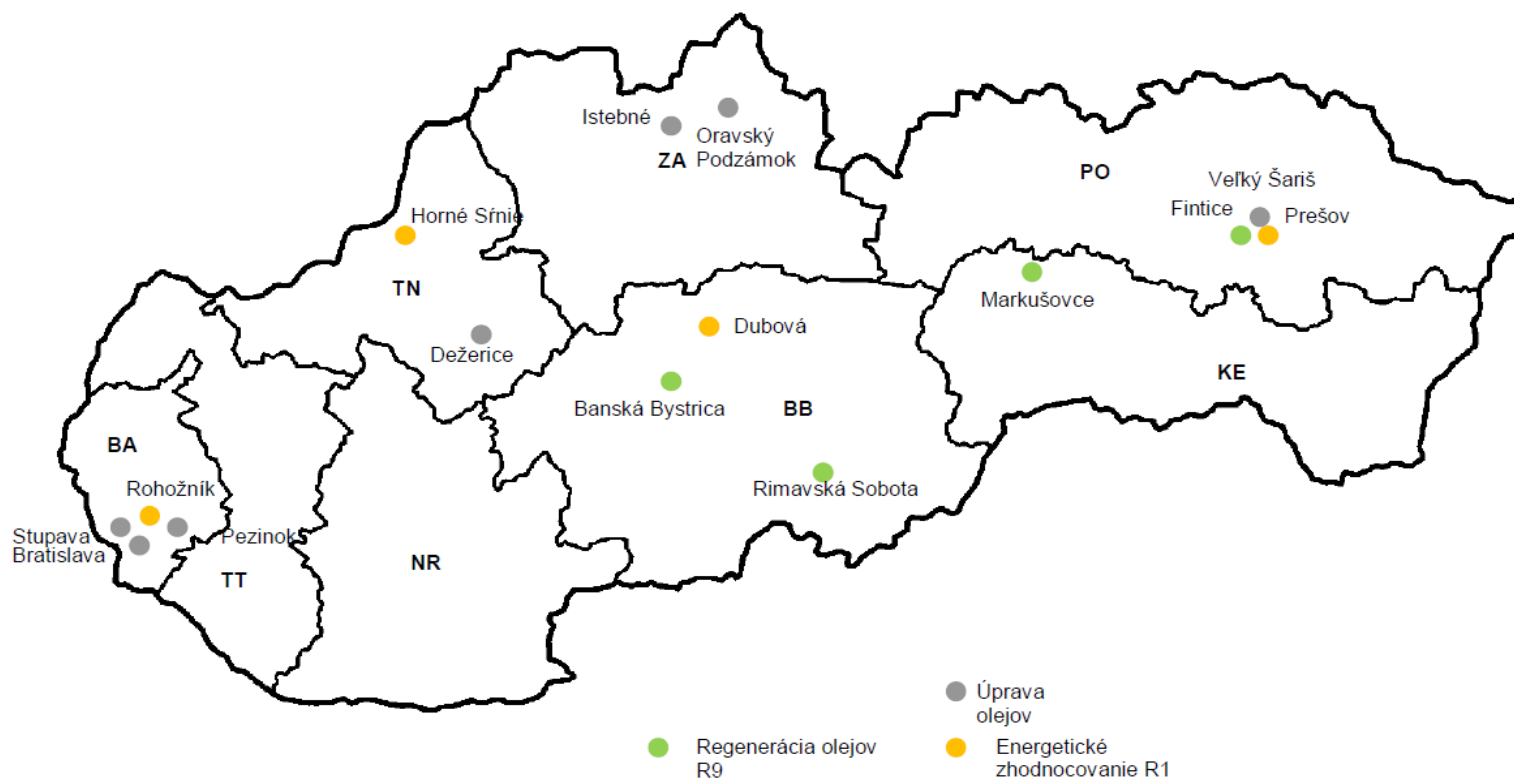 Istebné
Oravský
Podzámok
ZA
PO
Veľký Šariš
Fintice
Prešov
Horné Sŕnie
TN
Markušovce
Dubová
Dežerice
KE
Banská Bystrica
BB
BA
Rimavská Sobota
Rohožník
Stupava
Pezinok
Bratislava
NR
TT
Úprava
olejov
Regenerácia olejov
R9
Energetické
zhodnocovanie R1